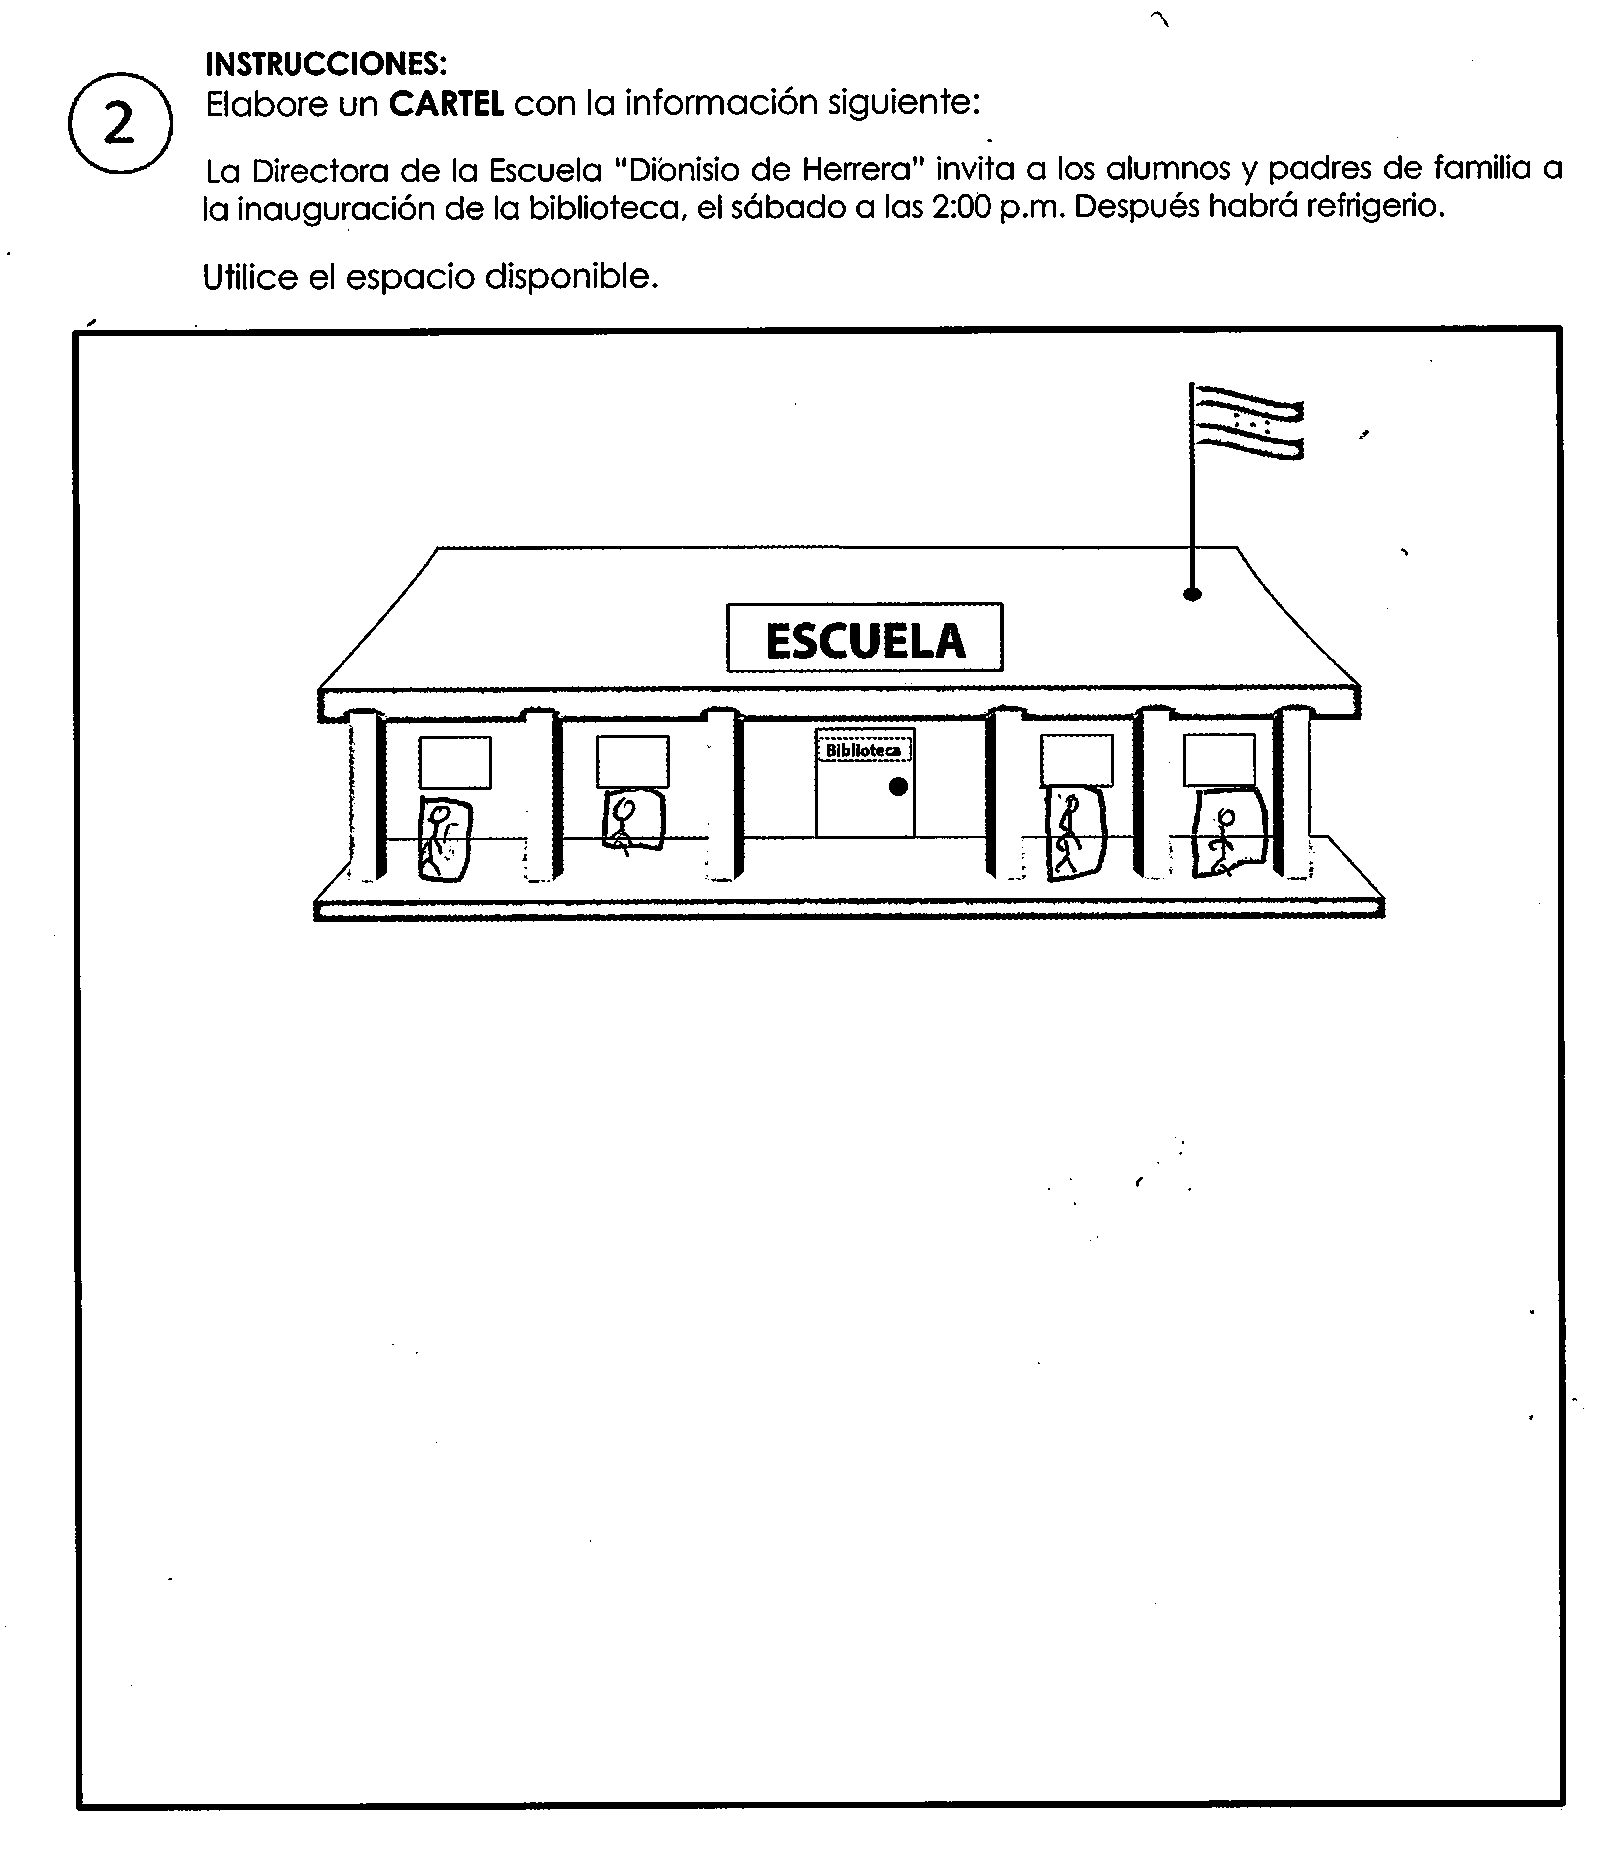 INSTRUCCIONES:
2
Elabore un CARTEL con la información siguiente:
La Directora de la Escuela "Dionisio de Herrera" invita a los alumnos y padres de familia a
la inauguración de la biblioteca, el sábado a las 2:00 p.m. Después habrá refrigerio.
Utilice el espacio disponible.
ESCUELA
Biblioteca